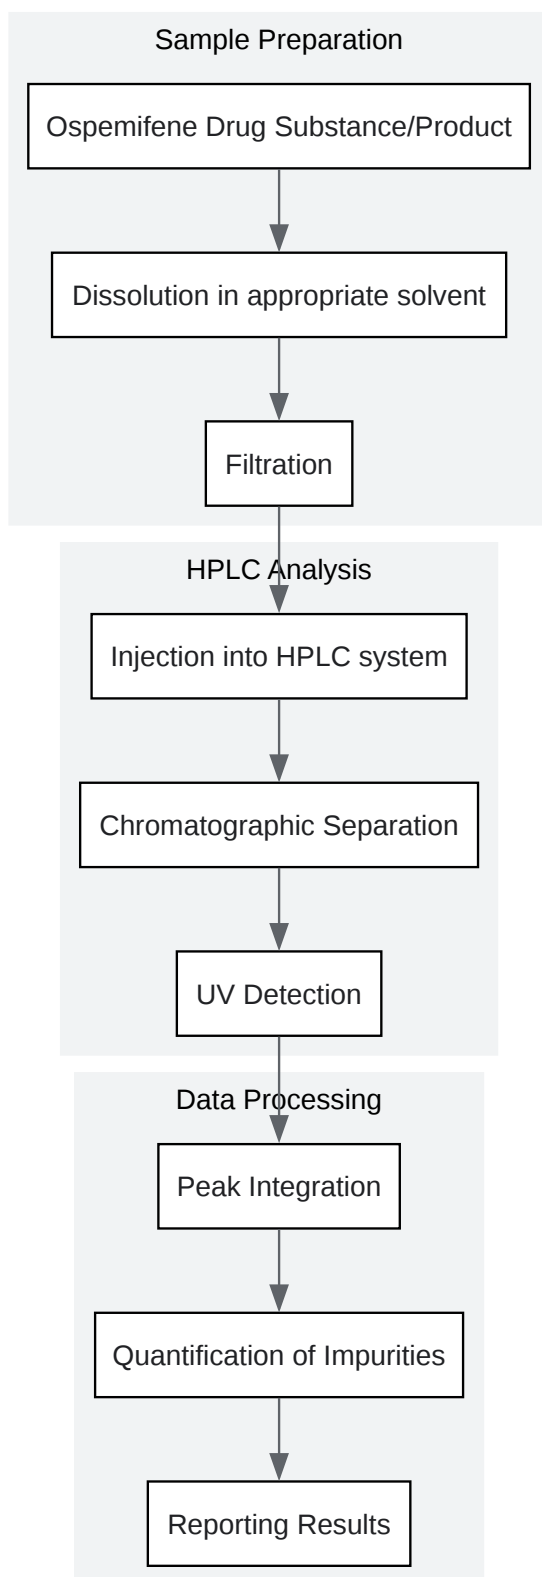 Sample Preparation
Ospemifene Drug Substance/Product
Dissolution in appropriate solvent
Filtration
HPLC Analysis
Injection into HPLC system
Chromatographic Separation
UV Detection
Data Processing
Peak Integration
Quantification of Impurities
Reporting Results